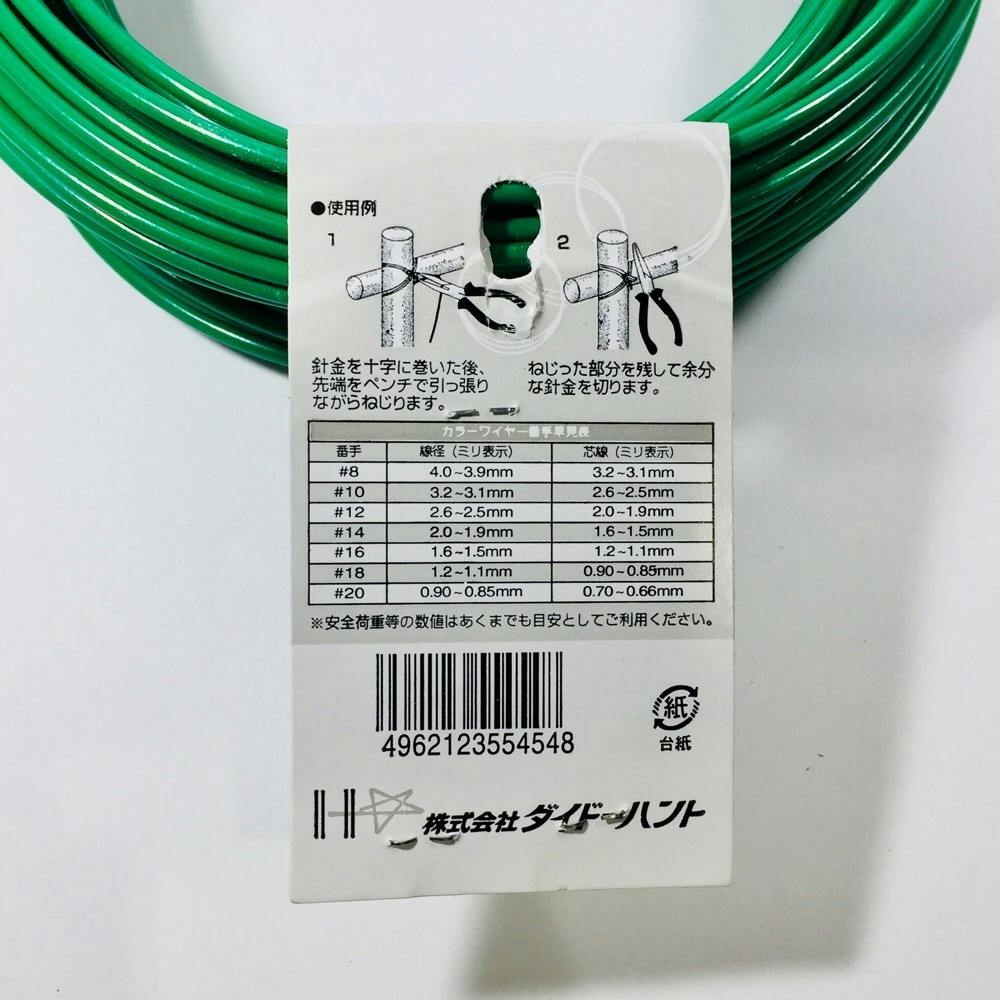 ●使用例
1
2
針金を十字に巻いた後、
先端をペンチで引っ張り
ながらねじります。
ねじった部分を残して余分
な針金を切ります。
カラーワイヤー番手早見表
番手 線径（ミリ表示） 芯線（ミリ表示）
#8 4.0~3.9mm 3.2~3.1mm
#10 3.2~3.1mm 2.6~2.5mm
#12 2.6~2.5mm 2.0~1.9mm
#14 2.0~1.9mm 1.6~1.5mm
#16 1.6~1.5mm 1.2~1.1mm
#18 1.2~1.1mm 0.90~0.85mm
#20 0.90~0.85mm 0.70~0.66mm
※安全荷重等の数値はあくまでも目安としてご利用ください。
4962123554548
紙
台紙
株式会社ダイドーハント